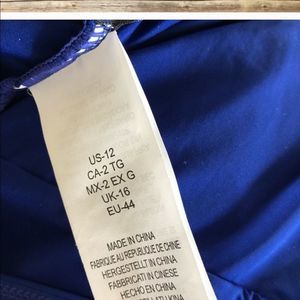 US-12
CA-2 TG
MX-2 EX G
UK-16
EU-44
MADE IN CHINA
FABRIQUÉ AU RÉPUBLIQUE DE CHINE
HERGESTELLT IN CHINA
FABBRICATI IN CINESE
HECHO EN CHINA